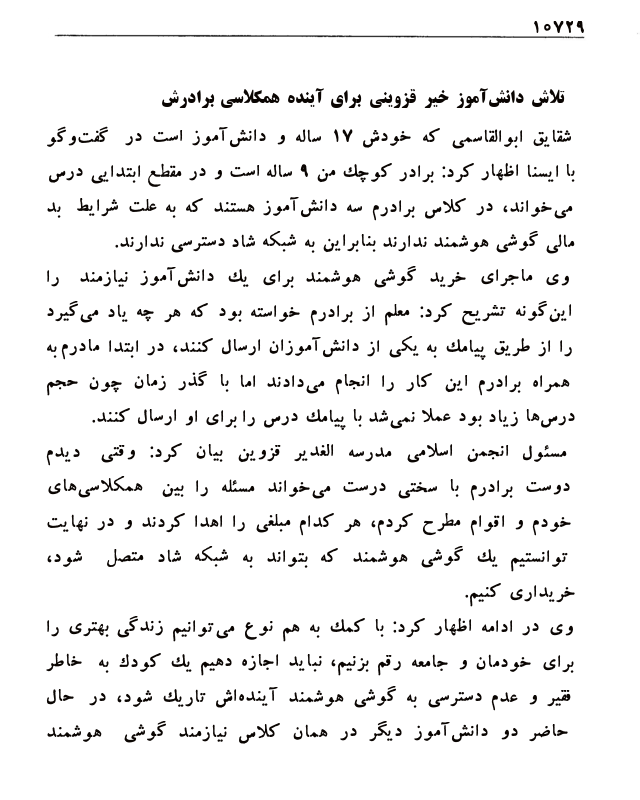 ۱۰۷۲۹
تلاش دانش‌آموز خیر قزوینی برای آینده همکلاسی برادرش
شقایق ابوالقاسمی که خودش ۱۷ ساله و دانش‌آموز است در گفت‌وگو
با ایسنا اظهار کرد: برادر کوچك من ۹ ساله است و در مقطع ابتدایی درس
می‌خواند، در کلاس برادرم سه دانش‌آموز هستند که به علت شرایط بد
مالی گوشی هوشمند ندارند بنابراین به شبکه شاد دسترسی ندارند.
وی ماجرای خرید گوشی هوشمند برای یك دانش‌آموز نیازمند را
این‌گونه تشریح کرد: معلم از برادرم خواسته بود که هر چه یاد می‌گیرد
را از طریق پیامك به یکی از دانش‌آموزان ارسال کنند، در ابتدا مادرم به
همراه برادرم این کار را انجام می‌دادند اما با گذر زمان چون حجم
درس‌ها زیاد بود عملا نمی‌شد با پیامك درس را برای او ارسال کنند.
مسئول انجمن اسلامی مدرسه الغدیر قزوین بیان کرد: وقتی دیدم
دوست برادرم با سختی درست می‌خواند مسئله را بین همکلاسی‌های
خودم و اقوام مطرح کردم، هر کدام مبلغی را اهدا کردند و در نهایت
توانستیم یك گوشی هوشمند که بتواند به شبکه شاد متصل شود،
خریداری کنیم.
وی در ادامه اظهار کرد: با کمك به هم نوع می‌توانیم زندگی بهتری را
برای خودمان و جامعه رقم بزنیم، نباید اجازه دهیم یك کودك به خاطر
فقیر و عدم دسترسی به گوشی هوشمند آینده‌اش تاریك شود، در حال
حاضر دو دانش‌آموز دیگر در همان کلاس نیازمند گوشی هوشمند